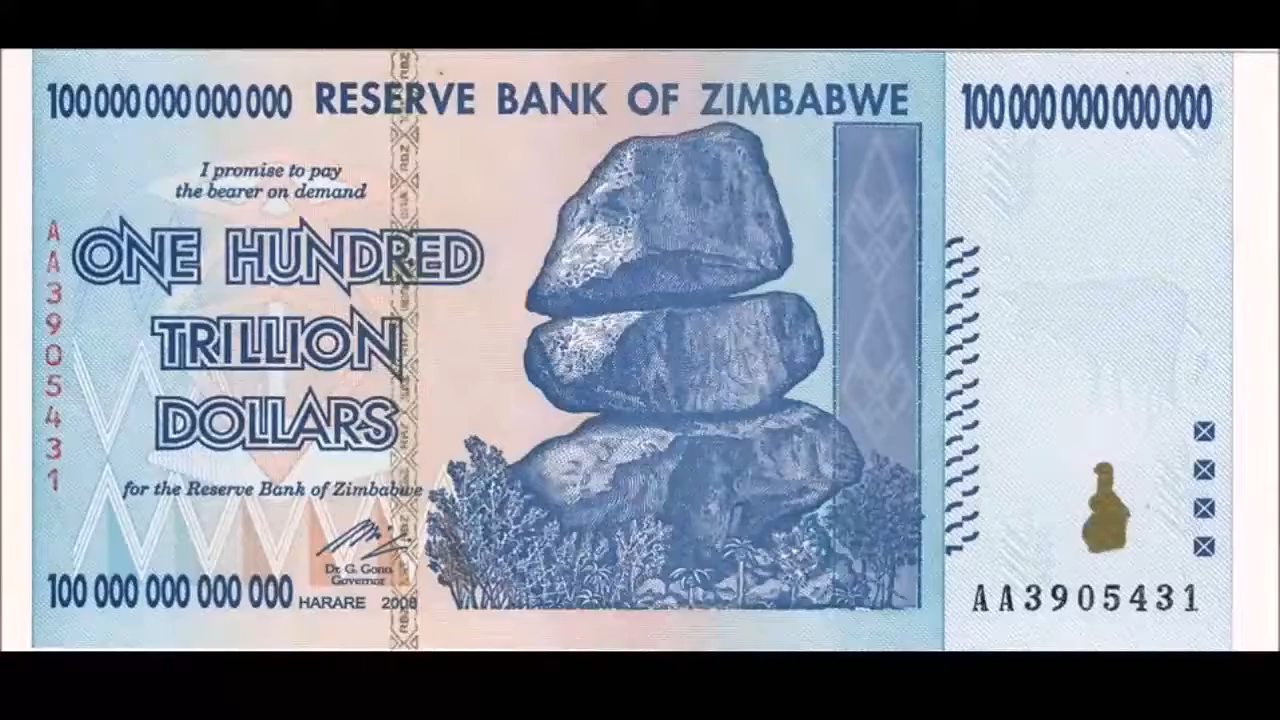 100 000 000 000 000
RESERVE BANK OF ZIMBABWE
100 000 000 000 000
I promise to pay
the bearer on demand
ONE HUNDRED
TRILLION
DOLLARS
for the Reserve Bank of Zimbabwe
Dr. G. Gono
Governor
100 000 000 000 000
HARARE 2008
AA3905431
AA3905431
RBZ